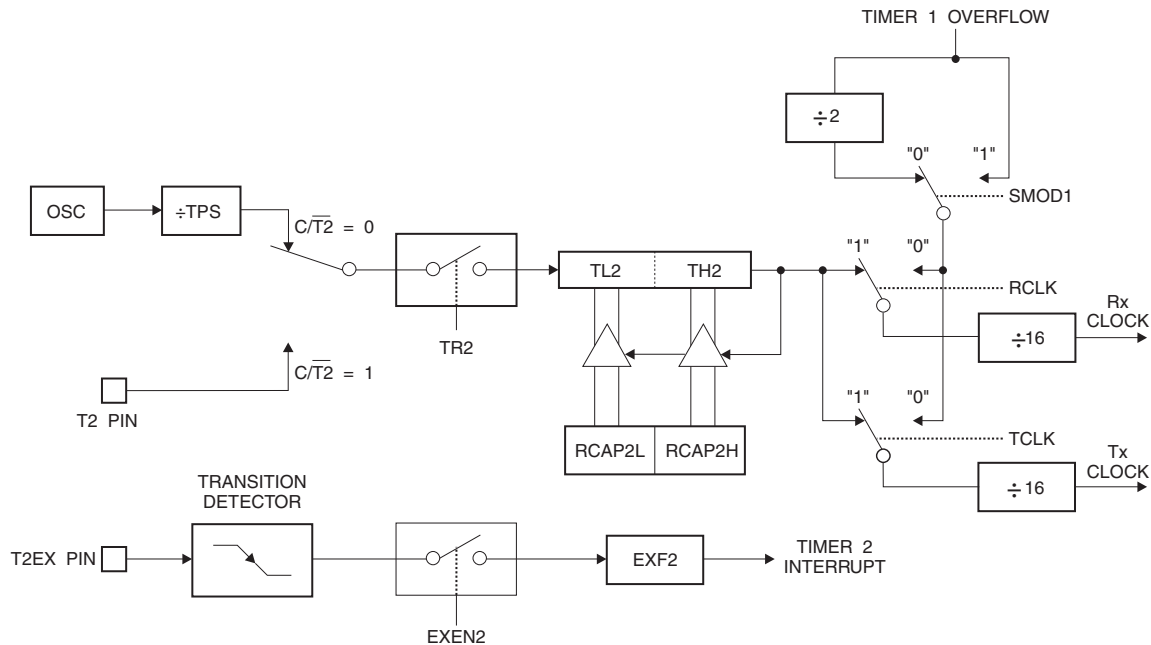 TIMER 1 OVERFLOW
÷2
"0"
"1"
SMOD1
OSC
÷TPS
C/T2 = 0
TR2
TL2
TH2
"1"
"0"
RCLK
÷16
Rx
CLOCK
C/T2 = 1
T2 PIN
RCAP2L
RCAP2H
"1"
"0"
TCLK
÷16
Tx
CLOCK
TRANSITION
DETECTOR
T2EX PIN
EXEN2
EXF2
TIMER 2
INTERRUPT